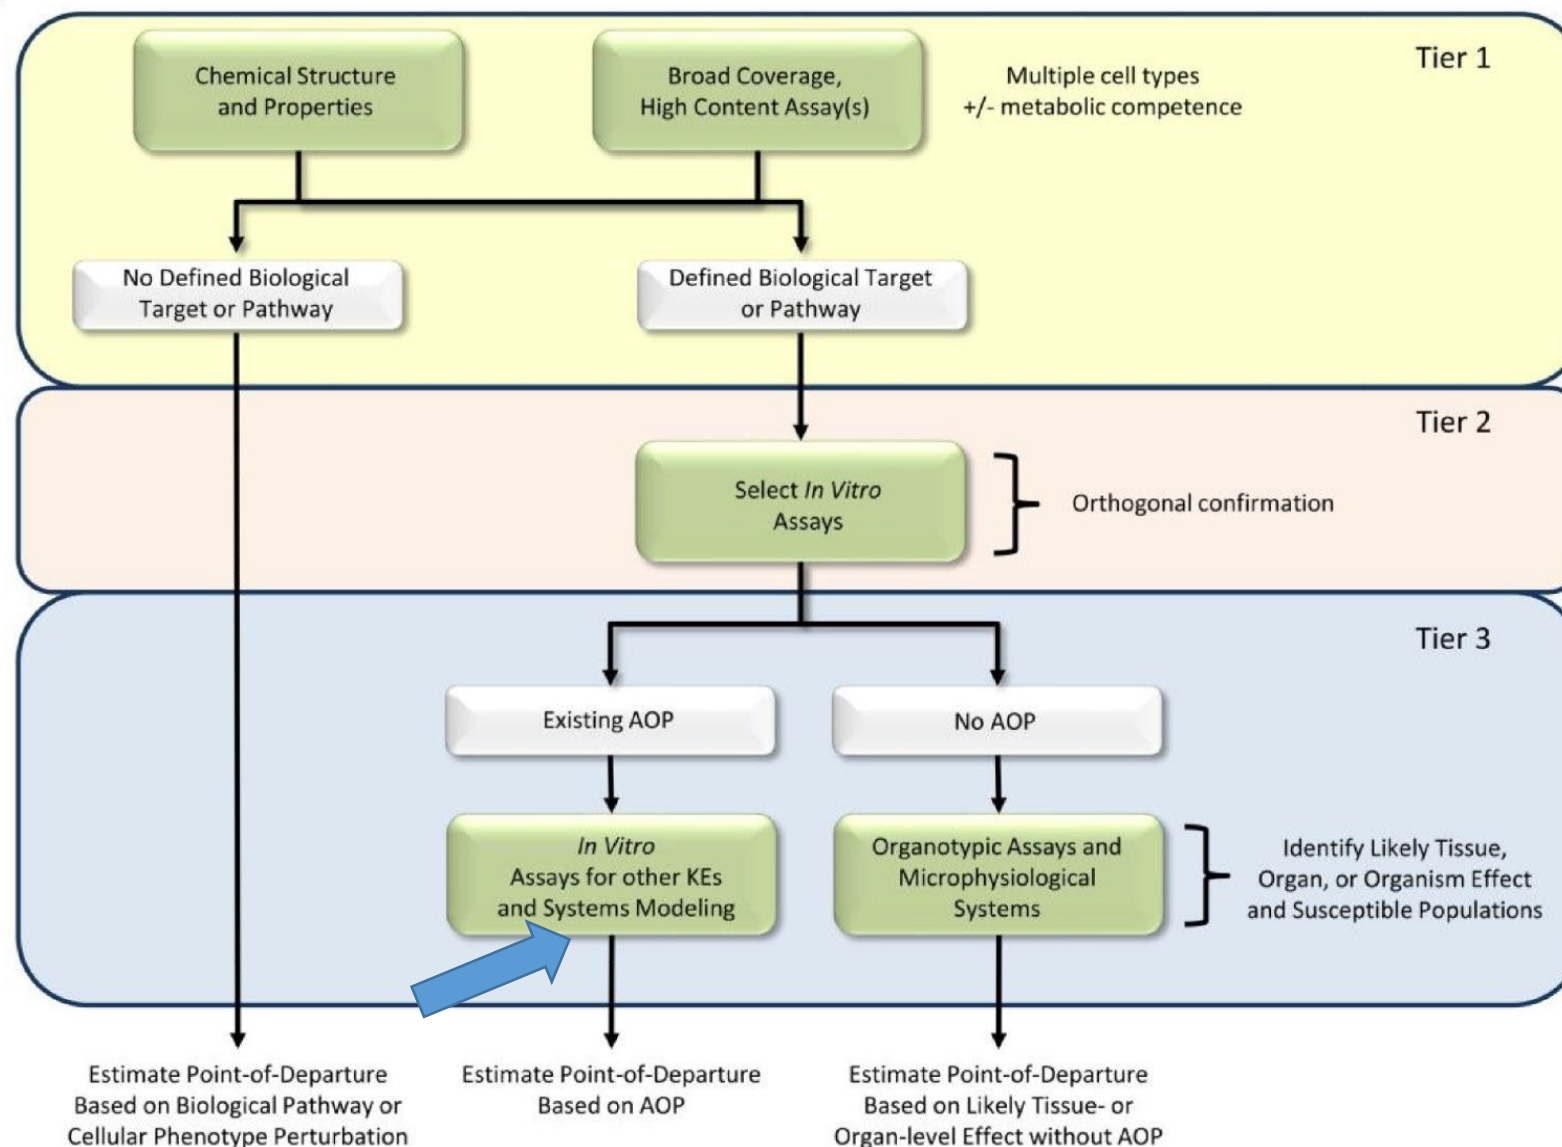 Tier 1
Chemical Structure
and Properties
Broad Coverage,
High Content Assay(s)
Multiple cell types
+/- metabolic competence
No Defined Biological
Target or Pathway
Defined Biological Target
or Pathway
Tier 2
Select In Vitro
Assays
Orthogonal confirmation
Tier 3
Existing AOP
No AOP
In Vitro
Assays for other KEs
and Systems Modeling
Organotypic Assays and
Microphysiological
Systems
Identify Likely Tissue,
Organ, or Organism Effect
and Susceptible Populations
Estimate Point-of-Departure
Based on Biological Pathway or
Cellular Phenotype Perturbation
Estimate Point-of-Departure
Based on AOP
Estimate Point-of-Departure
Based on Likely Tissue- or
Organ-level Effect without AOP